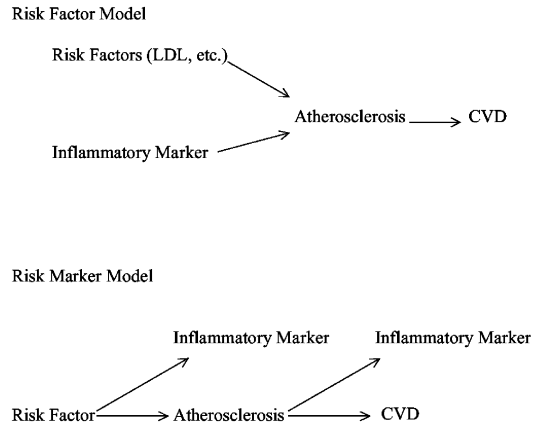 Risk Factor Model
Risk Factors (LDL, etc.)
Atherosclerosis
CVD
Inflammatory Marker
Risk Marker Model
Inflammatory Marker
Inflammatory Marker
Risk Factor
Atherosclerosis
CVD